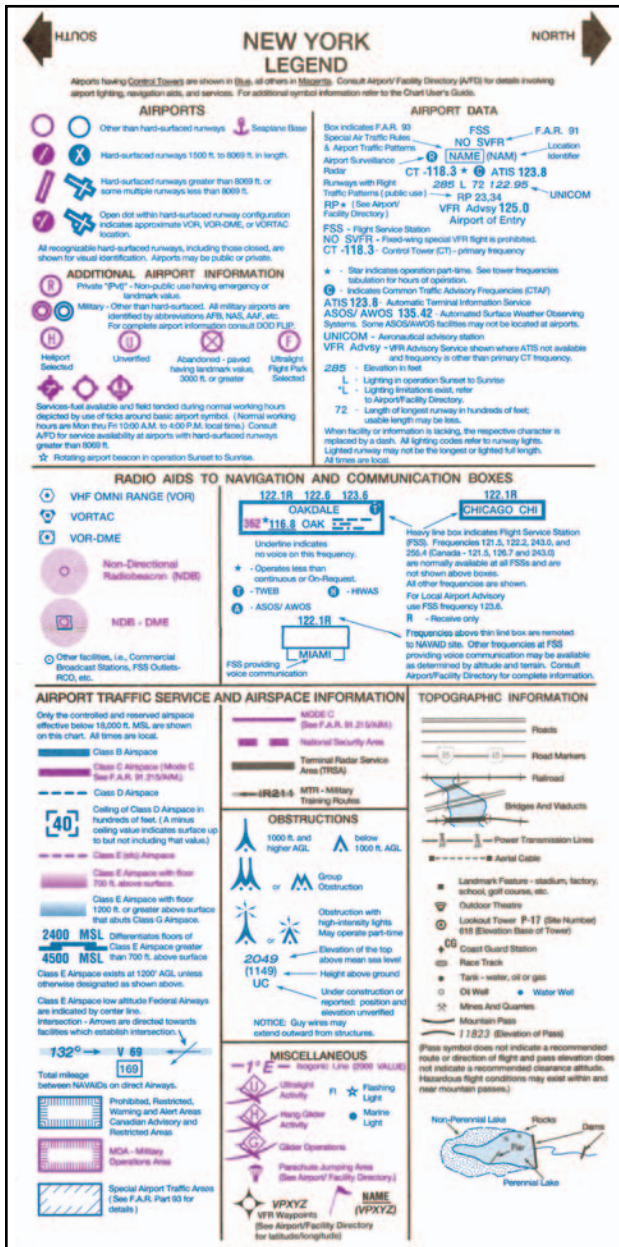 SOUTH
NEW YORK
NORTH
LEGEND
Airports having Control Towers are shown in Blue, all others in Magenta. Consult Airport/ Facility Directory (A/FD) for details involving
airport lighting, navigation aids, and services. For additional symbol information refer to the Chart User's Guide.
AIRPORTS
Other than hard-surfaced runways
Seaplane Base
Hard-surfaced runways 1500 ft. to 8069 ft. in length.
Hard-surfaced runways greater than 8069 ft. or
some multiple runways less than 8069 ft.
Open dot within hard-surfaced runway configuration
indicates approximate VOR, VOR-DME, or VORTAC
location.
All recognizable hard-surfaced runways, including those closed, are
shown for visual identification. Airports may be public or private.
ADDITIONAL AIRPORT INFORMATION
R
Private "(Pvt)" - Non-public use having emergency or
landmark value.
Military - Other than hard-surfaced. All military airports are
identified by abbreviations AFB, NAS, AAF, etc.
For complete airport information consult DOD FLIP.
H
U
F
Heliport
Selected
Unverified
Abandoned - paved
having landmark value,
3000 ft. or greater
Ultralight
Flight Park
Selected
Services-fuel available and field tended during normal working hours
depicted by use of ticks around basic airport symbol. (Normal working
hours are Mon thru Fri 10:00 A.M. to 4:00 P.M. local time.) Consult
A/FD for service availability at airports with hard-surfaced runways
greater than 8069 ft.
☆ Rotating airport beacon in operation Sunset to Sunrise.
AIRPORT DATA
Box indicates F.A.R. 93
Special Air Traffic Rules
& Airport Traffic Patterns
FSS
NO SVFR
F.A.R. 91
Airport Surveillance
Radar
R
NAME (NAM)
Location
Identifier
CT - 118.3 ★ C ATIS 123.8
Runways with Right
Traffic Patterns (public use)
285 L 72 122.95
UNICOM
RP 23,34
RP★ (See Airport/
Facility Directory)
VFR Advsy 125.0
Airport of Entry
FSS - Flight Service Station
NO SVFR - Fixed-wing special VFR flight is prohibited.
CT - 118.3 - Control Tower (CT) - primary frequency
★ - Star indicates operation part-time. See tower frequencies
tabulation for hours of operation.
C - Indicates Common Traffic Advisory Frequencies (CTAF)
ATIS 123.8 - Automatic Terminal Information Service
ASOS/ AWOS 135.42 - Automated Surface Weather Observing
Systems. Some ASOS/AWOS facilities may not be located at airports.
UNICOM - Aeronautical advisory station
VFR Advsy - VFR Advisory Service shown where ATIS not available
and frequency is other than primary CT frequency.
285 - Elevation in feet
L - Lighting in operation Sunset to Sunrise
*L - Lighting limitations exist, refer
to Airport/Facility Directory.
72 - Length of longest runway in hundreds of feet;
usable length may be less.
When facility or information is lacking, the respective character is
replaced by a dash. All lighting codes refer to runway lights.
Lighted runway may not be the longest or lighted full length.
All times are local.
RADIO AIDS TO NAVIGATION AND COMMUNICATION BOXES
VHF OMNI RANGE (VOR)
VORTAC
VOR-DME
Non-Directional
Radiobeacon (NDB)
NDB - DME
Other facilities, i.e., Commercial
Broadcast Stations, FSS Outlets-
RCO, etc.
122.1R 122.6 123.6
OAKDALE
T
362 *116.8 OAK
Underline indicates
no voice on this frequency.
★ - Operates less than
continuous or On-Request.
T - TWEB
H - HIWAS
A - ASOS/ AWOS
122.1R
MIAMI
FSS providing
voice communication
122.1R
CHICAGO CHI
Heavy line box indicates Flight Service Station
(FSS). Frequencies 121.5, 122.2, 243.0, and
255.4 (Canada - 121.5, 126.7 and 243.0)
are normally available at all FSSs and are
not shown above boxes.
All other frequencies are shown.
For Local Airport Advisory
use FSS frequency 123.6.
R - Receive only
Frequencies above thin line box are remoted
to NAVAID site. Other frequencies at FSS
providing voice communication may be available
as determined by altitude and terrain. Consult
Airport/Facility Directory for complete information.
AIRPORT TRAFFIC SERVICE AND AIRSPACE INFORMATION
Only the controlled and reserved airspace
effective below 18,000 ft. MSL are shown
on this chart. All times are local.
Class B Airspace
Class C Airspace (Mode C
See F.A.R. 91.215/AIM.)
Class D Airspace
40
Ceiling of Class D Airspace in
hundreds of feet. (A minus
ceiling value indicates surface up
to but not including that value.)
Class E (sfc) Airspace
Class E Airspace with floor
700 ft. above surface.
Class E Airspace with floor
1200 ft. or greater above surface
that abuts Class G Airspace.
2400 MSL
4500 MSL
Differentiates floors of
Class E Airspace greater
than 700 ft. above surface
Class E Airspace exists at 1200' AGL unless
otherwise designated as shown above.
Class E Airspace low altitude Federal Airways
are indicated by center line.
Intersection - Arrows are directed towards
facilities which establish intersection.
132° V 69
169
Total mileage
between NAVAIDs on direct Airways.
Prohibited, Restricted,
Warning and Alert Areas
Canadian Advisory and
Restricted Areas
MOA - Military
Operations Area
Special Airport Traffic Areas
(See F.A.R. Part 93 for
details)
MODE C
(See F.A.R. 91.215/AIM.)
National Security Area
Terminal Radar Service
Area (TRSA)
IR211
MTR - Military
Training Routes
OBSTRUCTIONS
1000 ft. and
higher AGL
below
1000 ft. AGL
or
Group
Obstruction
or
Obstruction with
high-intensity lights
May operate part-time
2049
(1149)
UC
Elevation of the top
above mean sea level
Height above ground
Under construction or
reported: position and
elevation unverified
NOTICE: Guy wires may
extend outward from structures.
MISCELLANEOUS
1° E
Isogonic Line (2000 VALUE)
U
Ultralight
Activity
Fl
Flashing
Light
H
Hang Glider
Activity
Marine
Light
G
Glider Operations
Parachute Jumping Area
(See Airport/ Facility Directory.)
VPXYZ
NAME
(VPXYZ)
VFR Waypoints
(See Airport/Facility Directory
for latitude/longitude)
TOPOGRAPHIC INFORMATION
Roads
Road Markers
Railroad
Bridges And Viaducts
Power Transmission Lines
Aerial Cable
Landmark Feature - stadium, factory,
school, golf course, etc.
Outdoor Theatre
Lookout Tower P-17 (Site Number)
618 (Elevation Base of Tower)
CG
Coast Guard Station
Race Track
Tank - water, oil or gas
Oil Well
Water Well
Mines And Quarries
Mountain Pass
11823 (Elevation of Pass)
(Pass symbol does not indicate a recommended
route or direction of flight and pass elevation does
not indicate a recommended clearance altitude.
Hazardous flight conditions may exist within and
near mountain passes.)
Non-Perennial Lake
Rocks
Dams
Pier
Perennial Lake